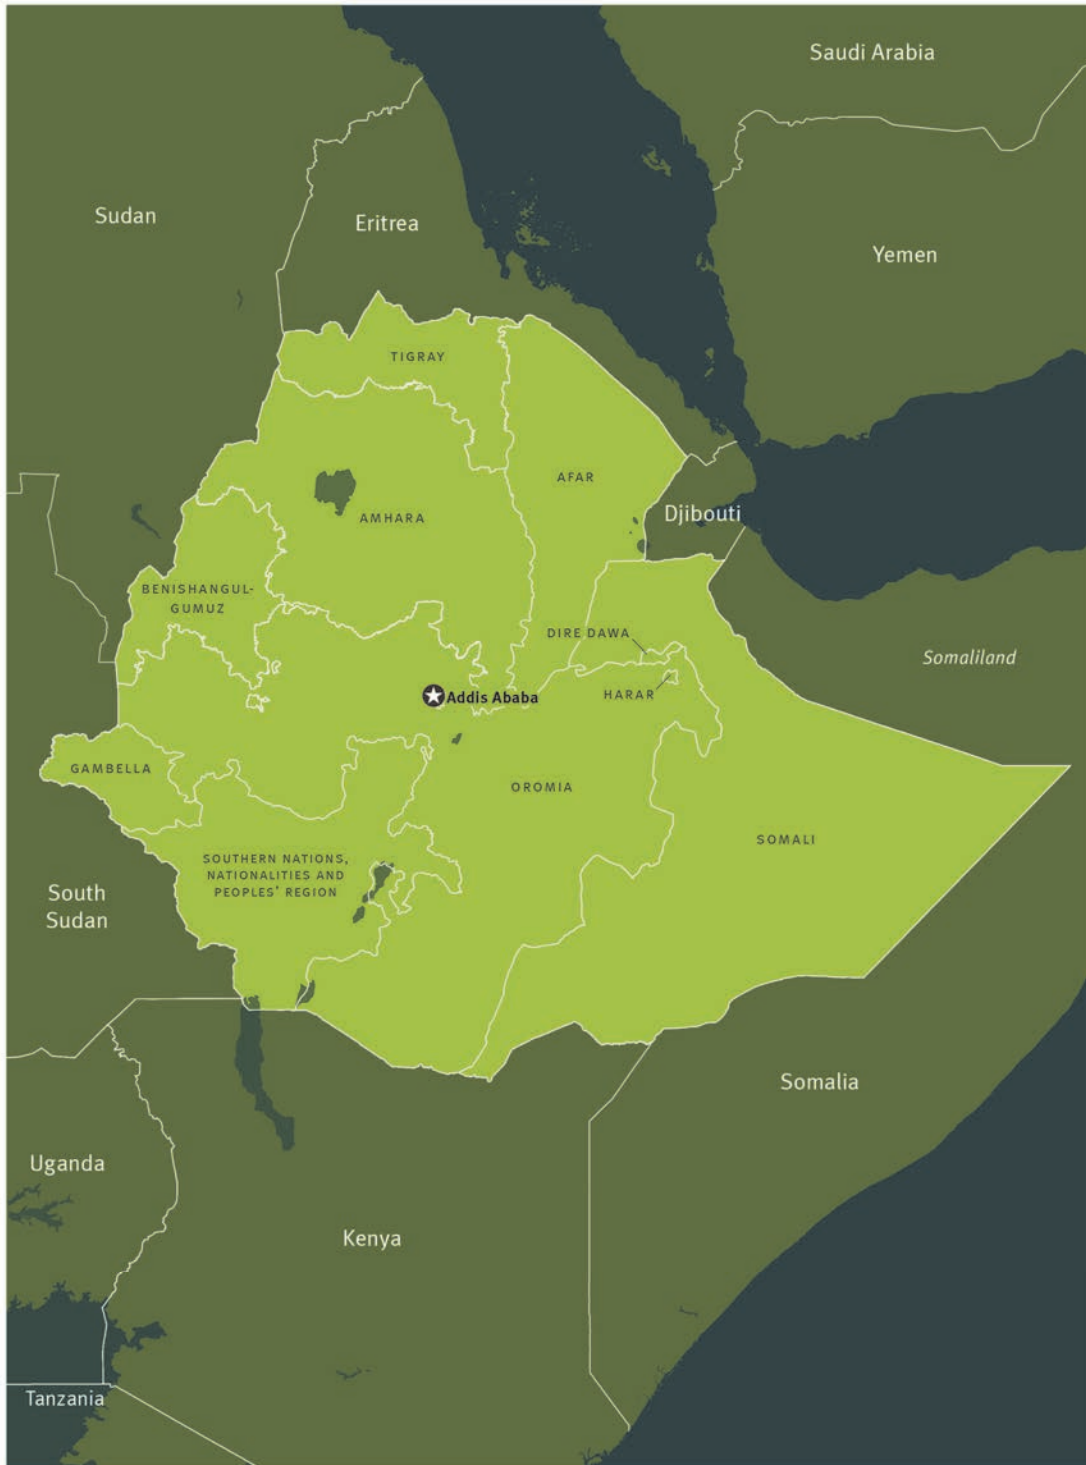 Saudi Arabia
Sudan
Eritrea
Yemen
TIGRAY
AFAR
Djibouti
AMHARA
BENISHANGUL-
GUMUZ
DIRE DAWA
Somaliland
HARAR
Addis Ababa
GAMBELLA
OROMIA
SOMALI
SOUTHERN NATIONS,
NATIONALITIES AND
PEOPLES' REGION
South
Sudan
Somalia
Uganda
Kenya
Tanzania